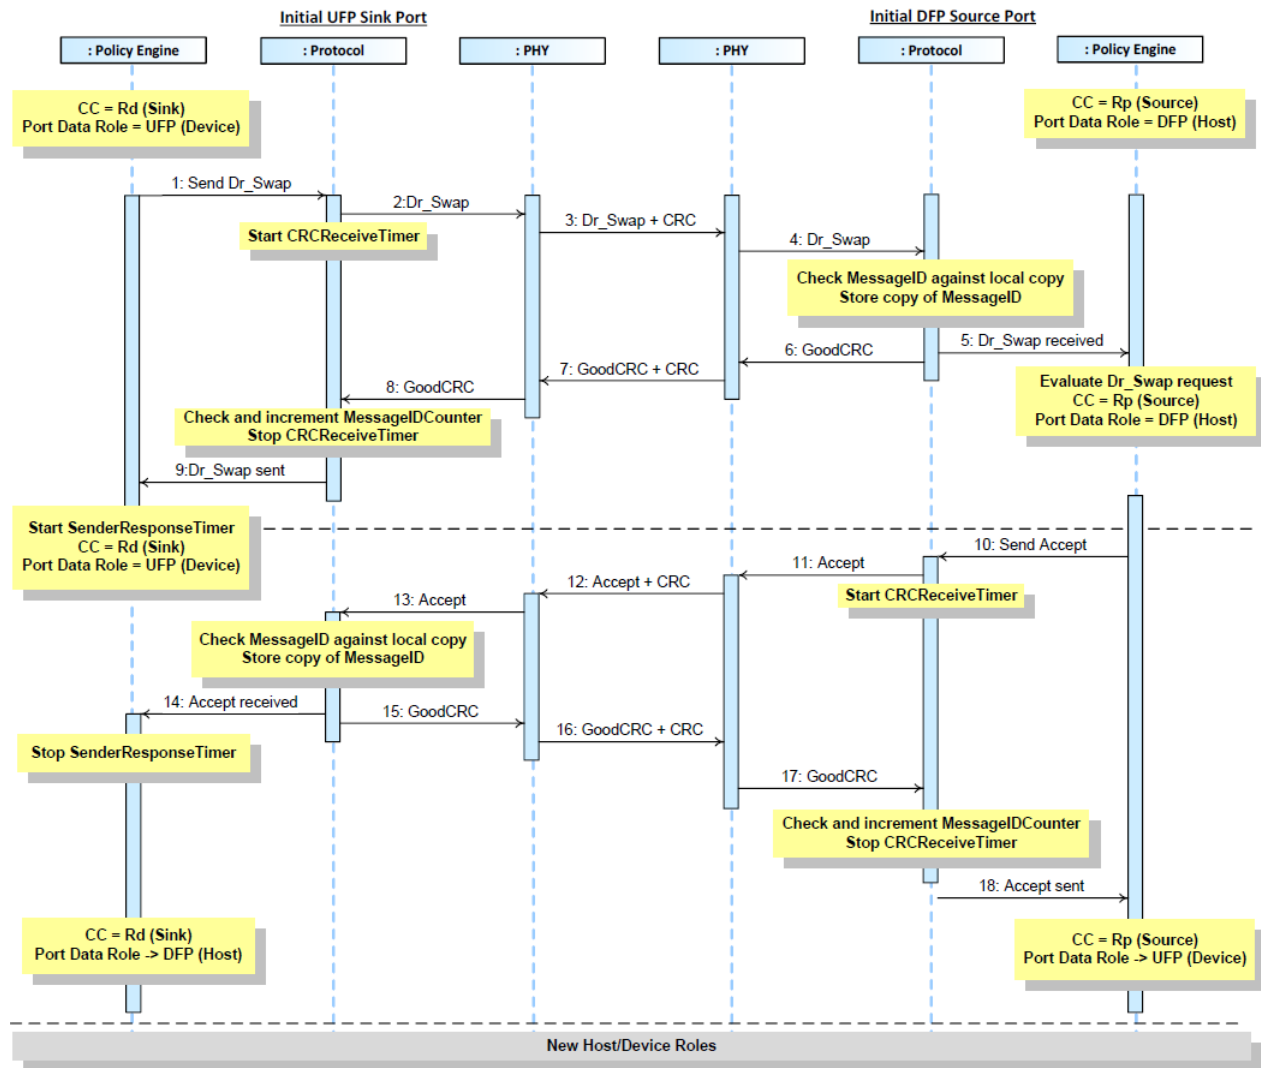 Initial UFP Sink Port
Initial DFP Source Port
: Policy Engine
: Protocol
: PHY
: PHY
: Protocol
: Policy Engine
CC = Rd (Sink)
Port Data Role = UFP (Device)
CC = Rp (Source)
Port Data Role = DFP (Host)
1: Send Dr_Swap
2:Dr_Swap
Start CRCReceiveTimer
3: Dr_Swap + CRC
4: Dr_Swap
Check MessageID against local copy
Store copy of MessageID
5: Dr_Swap received
6: GoodCRC
7: GoodCRC + CRC
8: GoodCRC
Evaluate Dr_Swap request
CC = Rp (Source)
Port Data Role = DFP (Host)
Check and increment MessageIDCounter
Stop CRCReceiveTimer
9:Dr_Swap sent
Start SenderResponseTimer
CC = Rd (Sink)
Port Data Role = UFP (Device)
10: Send Accept
11: Accept
Start CRCReceiveTimer
12: Accept + CRC
13: Accept
Check MessageID against local copy
Store copy of MessageID
14: Accept received
15: GoodCRC
Stop SenderResponseTimer
16: GoodCRC + CRC
17: GoodCRC
Check and increment MessageIDCounter
Stop CRCReceiveTimer
18: Accept sent
CC = Rd (Sink)
Port Data Role -> DFP (Host)
CC = Rp (Source)
Port Data Role -> UFP (Device)
New Host/Device Roles